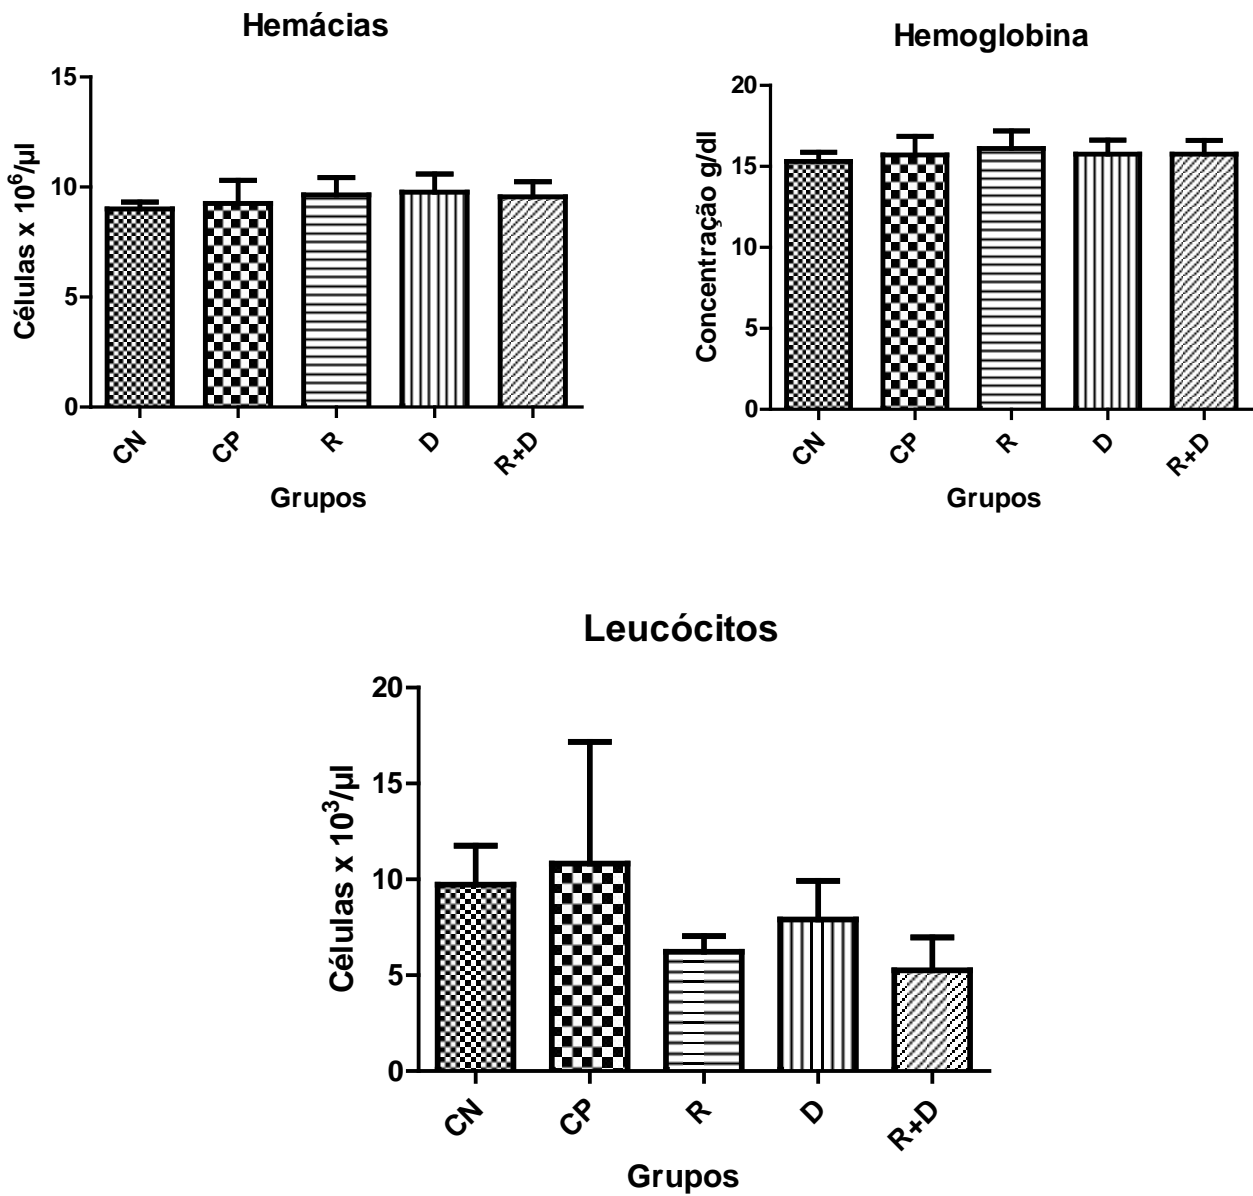 Hemácias
Células x 10⁶/µl
15
10
5
0
CN CP R D R+D
Grupos
Hemoglobina
Concentração g/dl
20
15
10
5
0
CN CP R D R+D
Grupos
Leucócitos
Células x 10³/µl
20
15
10
5
0
CN CP R D R+D
Grupos